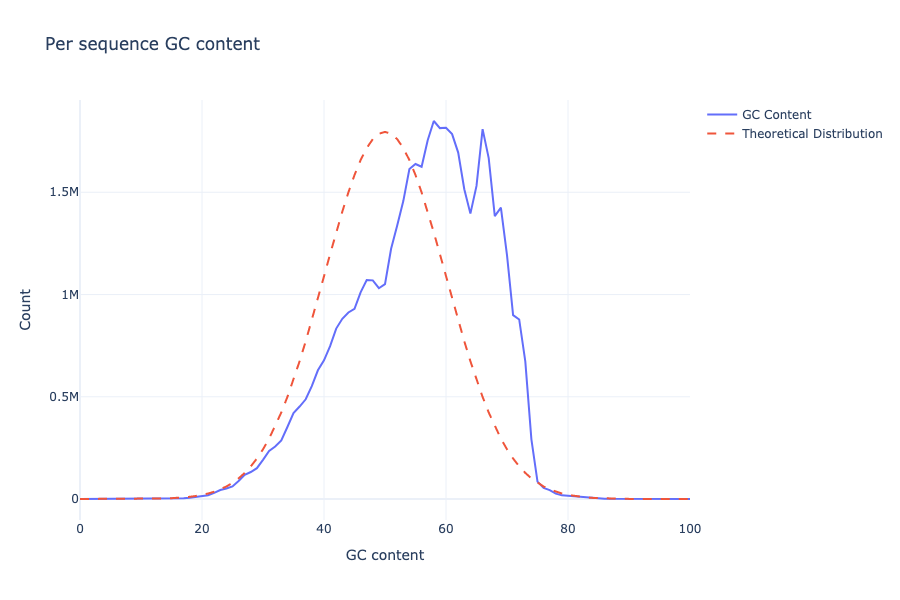 Per sequence GC content
GC Content
Theoretical Distribution
1.5M
1M
0.5M
0
0 20 40 60 80 100
Count
GC content